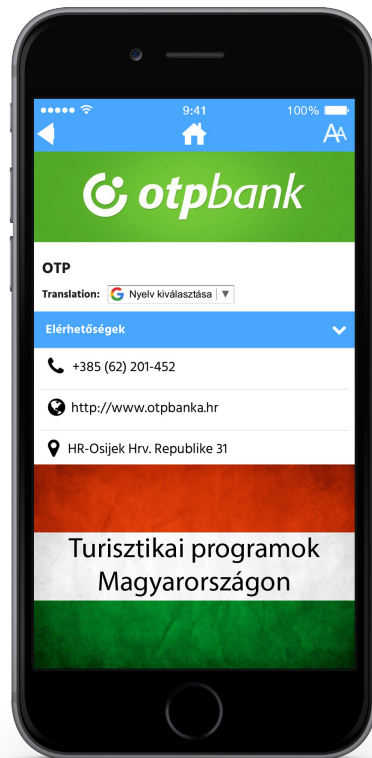 9:41
100%
AA
otpbank
OTP
Translation: G Nyelv kiválasztása ▼
Elérhetőségek
+385 (62) 201-452
http://www.otpbanka.hr
HR-Osijek Hrv. Republike 31
Turisztikai programok
Magyarországon